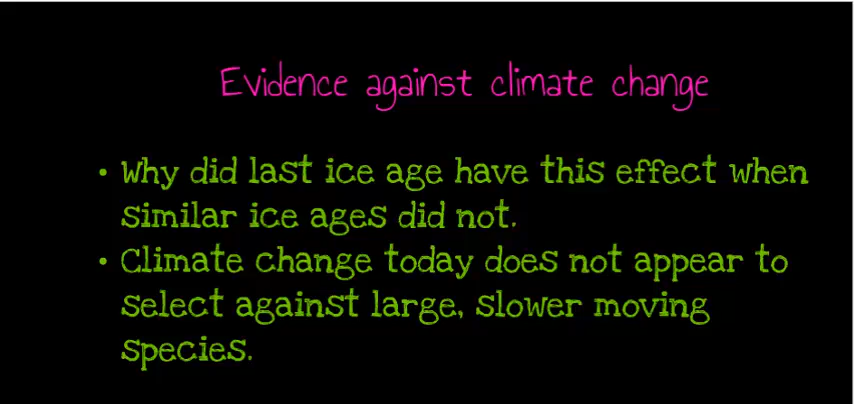 Evidence against climate change
• Why did last ice age have this effect when
similar ice ages did not.
• Climate change today does not appear to
select against large, slower moving
species.